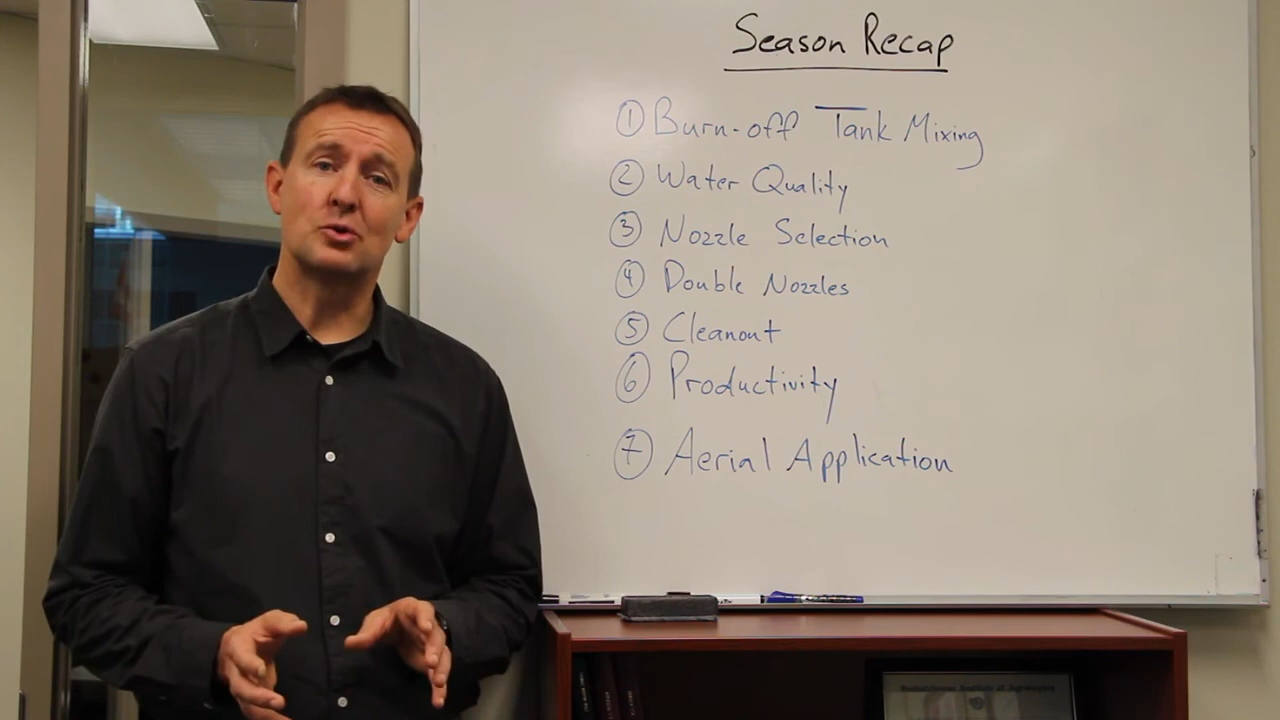 Season Recap
① Burn-off Tank Mixing
② Water Quality
③ Nozzle Selection
④ Double Nozzles
⑤ Cleanout
⑥ Productivity
⑦ Aerial Application